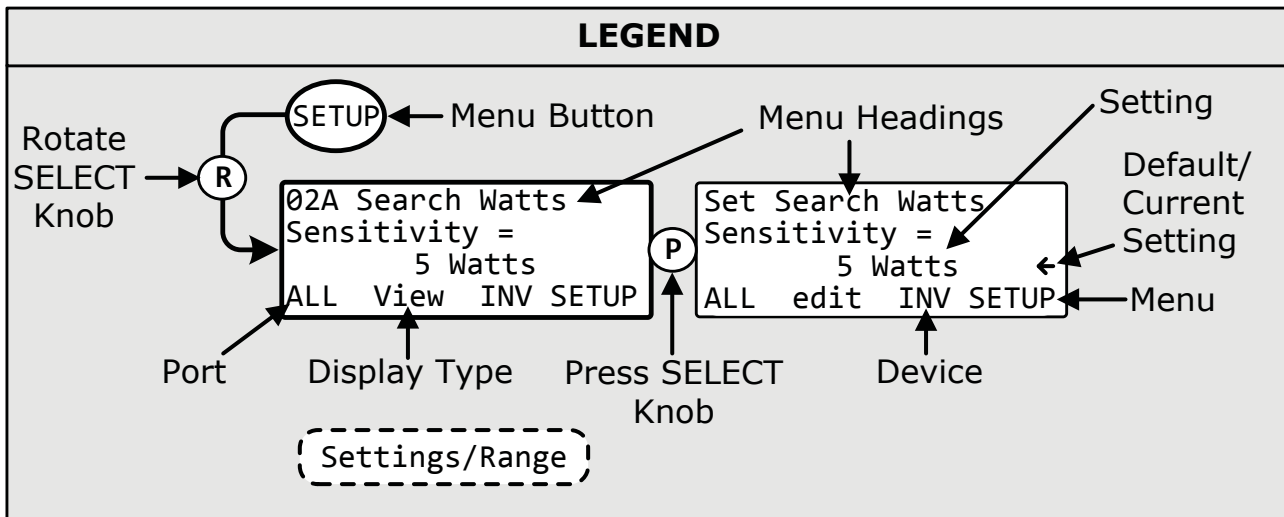 LEGEND
SETUP
Menu Button
Menu Headings
Setting
Rotate
SELECT
Knob
R
Default/
Current
Setting
02A Search Watts
Sensitivity =
5 Watts
ALL View INV SETUP
P
Set Search Watts
Sensitivity =
5 Watts ←
ALL edit INV SETUP
Menu
Port
Display Type
Press SELECT
Knob
Device
Settings/Range